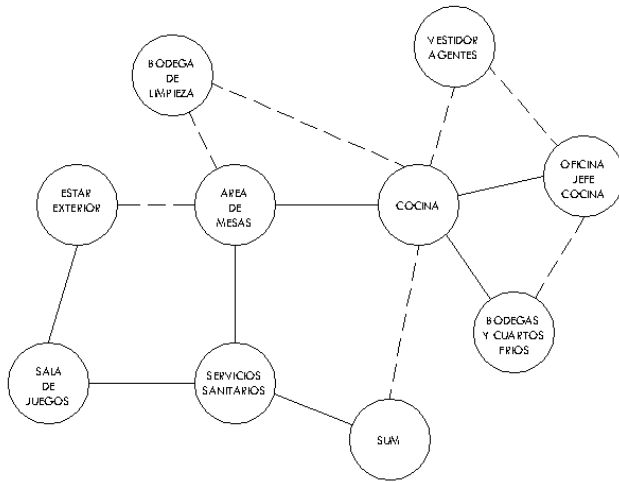 BODEGA
DE
LIMPIEZA
VESTIDOR
AGENTES
OFICINA
JEFE
COCINA
ESTAR
EXTERIOR
AREA
DE
MESAS
COCINA
BODEGAS
Y CUARTOS
FRIOS
SALA
DE
JUEGOS
SERVICIOS
SANITARIOS
SUM